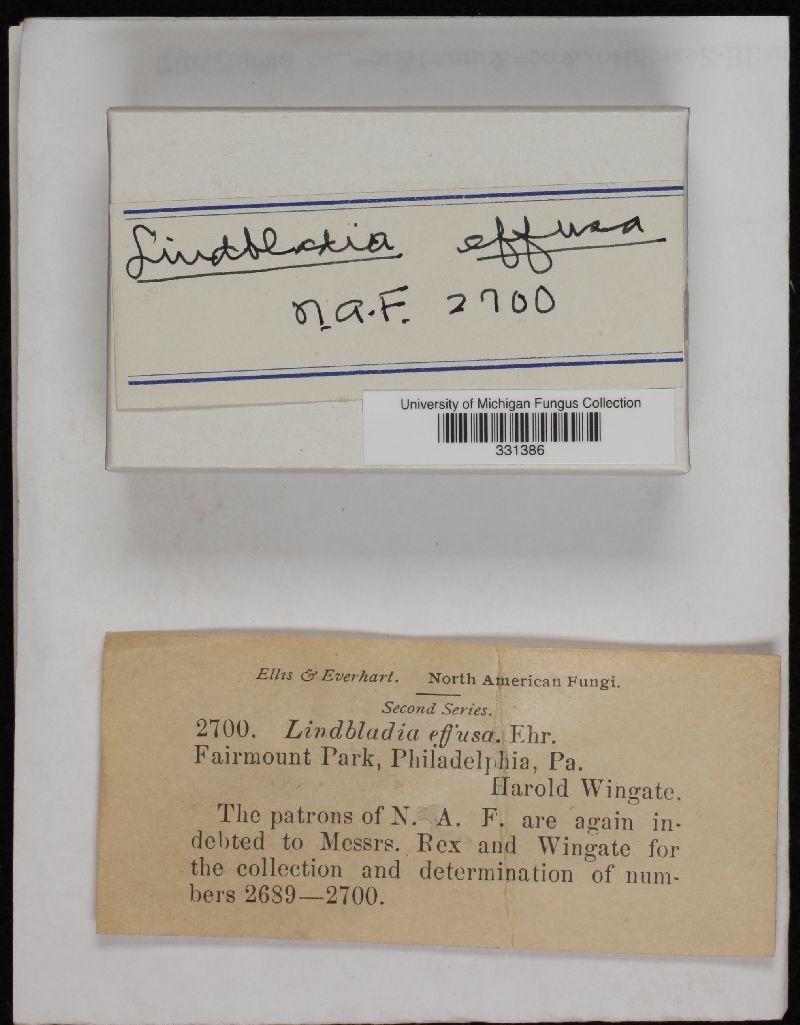 Lindbladia effusa
N.A.F. 2700
University of Michigan Fungus Collection
331386
Ellis & Everhart. North American Fungi.
Second Series.
2700. Lindbladia effusa. Ehr.
Fairmount Park, Philadelphia, Pa.
Harold Wingate.
The patrons of N. A. F. are again in-
debted to Messrs. Rex and Wingate for
the collection and determination of num-
bers 2689—2700.